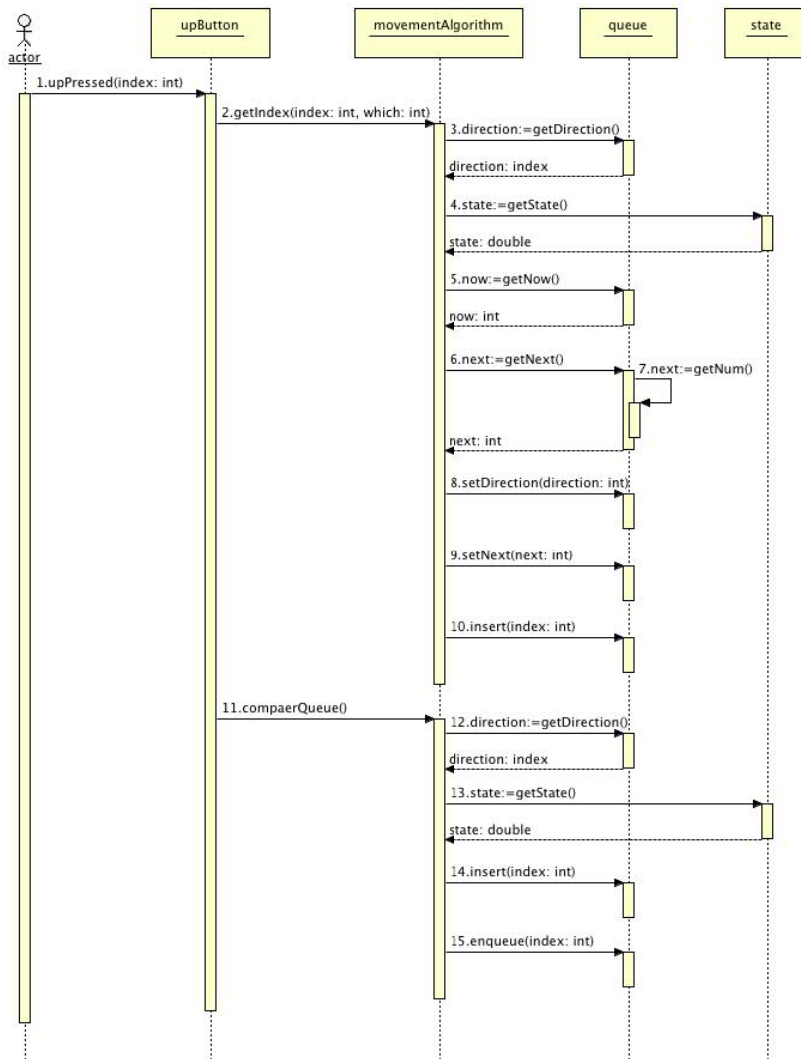 actor
upButton
movementAlgorithm
queue
state
1.upPressed(index: int)
2.getIndex(index: int, which: int)
3.direction:=getDirection()
direction: index
4.state:=getState()
state: double
5.now:=getNow()
now: int
6.next:=getNext()
7.next:=getNum()
next: int
8.setDirection(direction: int)
9.setNext(next: int)
10.insert(index: int)
11.compaerQueue()
12.direction:=getDirection()
direction: index
13.state:=getState()
state: double
14.insert(index: int)
15.enqueue(index: int)